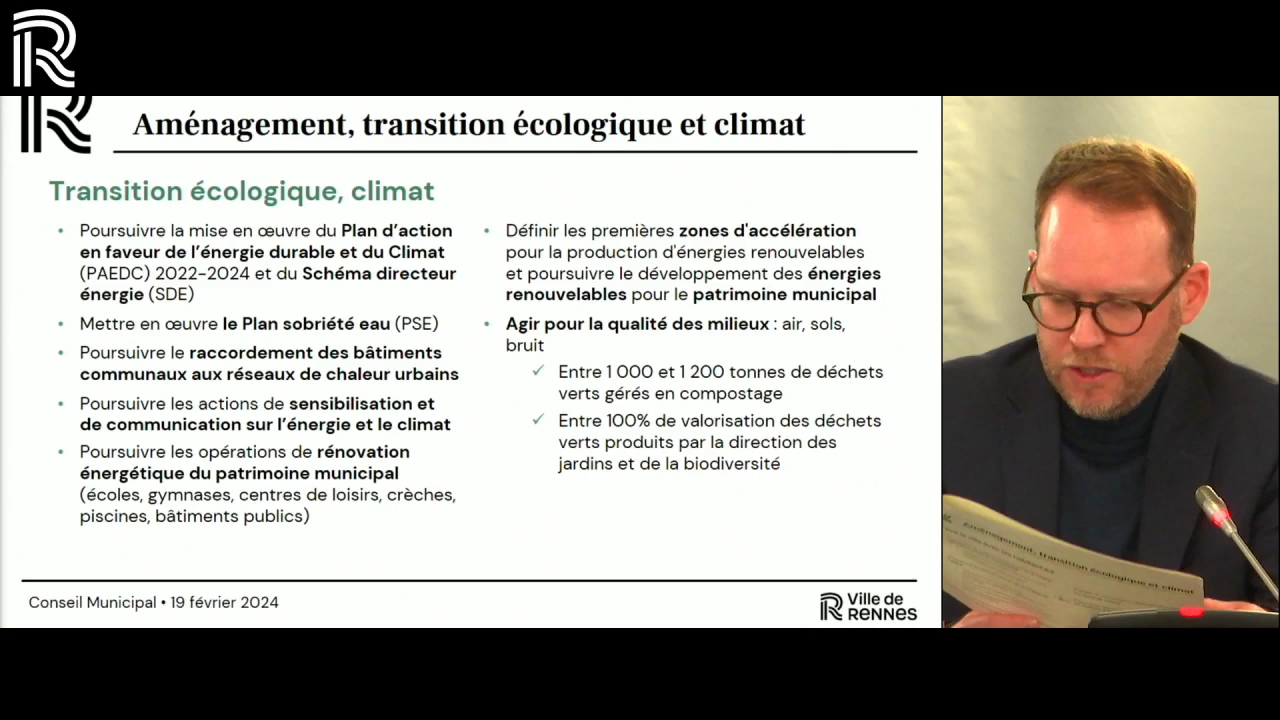 Aménagement, transition écologique et climat
Transition écologique, climat
• Poursuivre la mise en œuvre du Plan d’action
en faveur de l’énergie durable et du Climat
(PAEDC) 2022-2024 et du Schéma directeur
énergie (SDE)
• Mettre en œuvre le Plan sobriété eau (PSE)
• Poursuivre le raccordement des bâtiments
communaux aux réseaux de chaleur urbains
• Poursuivre les actions de sensibilisation et
de communication sur l’énergie et le climat
• Poursuivre les opérations de rénovation
énergétique du patrimoine municipal
(écoles, gymnases, centres de loisirs, crèches,
piscines, bâtiments publics)
• Définir les premières zones d'accélération
pour la production d'énergies renouvelables
et poursuivre le développement des énergies
renouvelables pour le patrimoine municipal
• Agir pour la qualité des milieux : air, sols,
bruit
✓ Entre 1 000 et 1 200 tonnes de déchets
verts gérés en compostage
✓ Entre 100% de valorisation des déchets
verts produits par la direction des
jardins et de la biodiversité
Conseil Municipal • 19 février 2024
Ville de
RENNES
Aménagement, transition écologique et climat